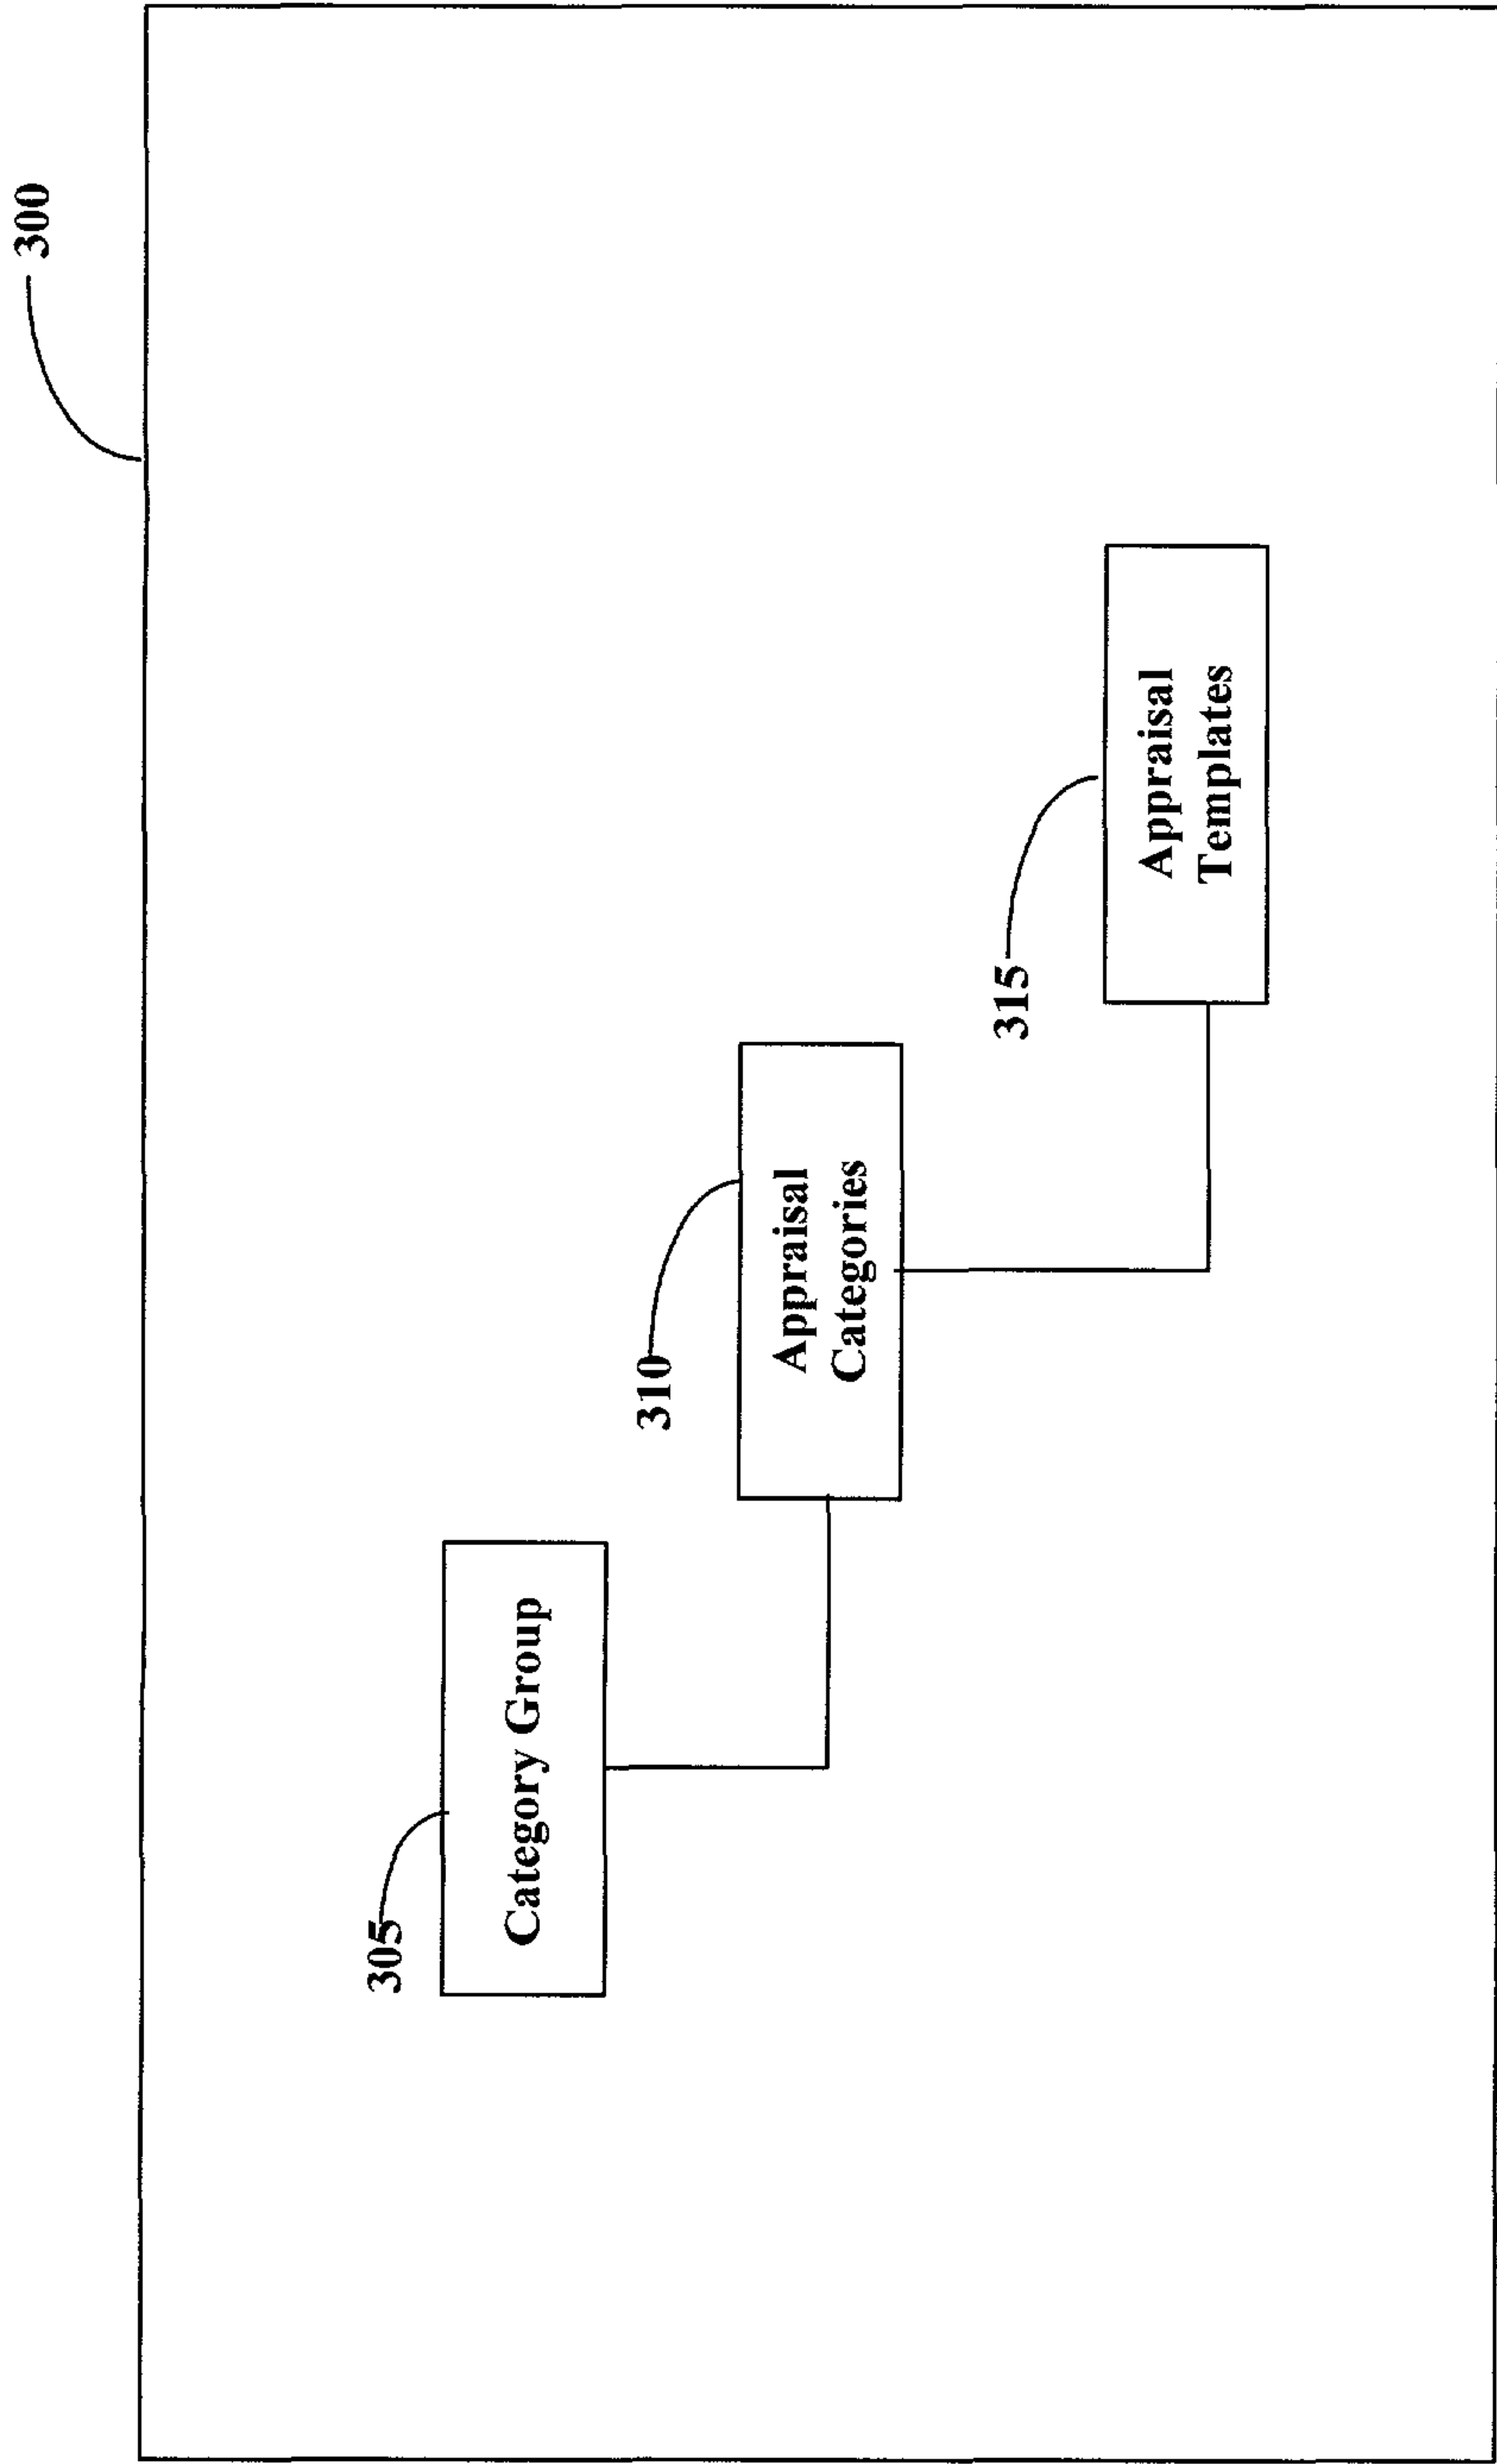 300
305
Category Group
310
Appraisal
Categories
315
Appraisal
Templates